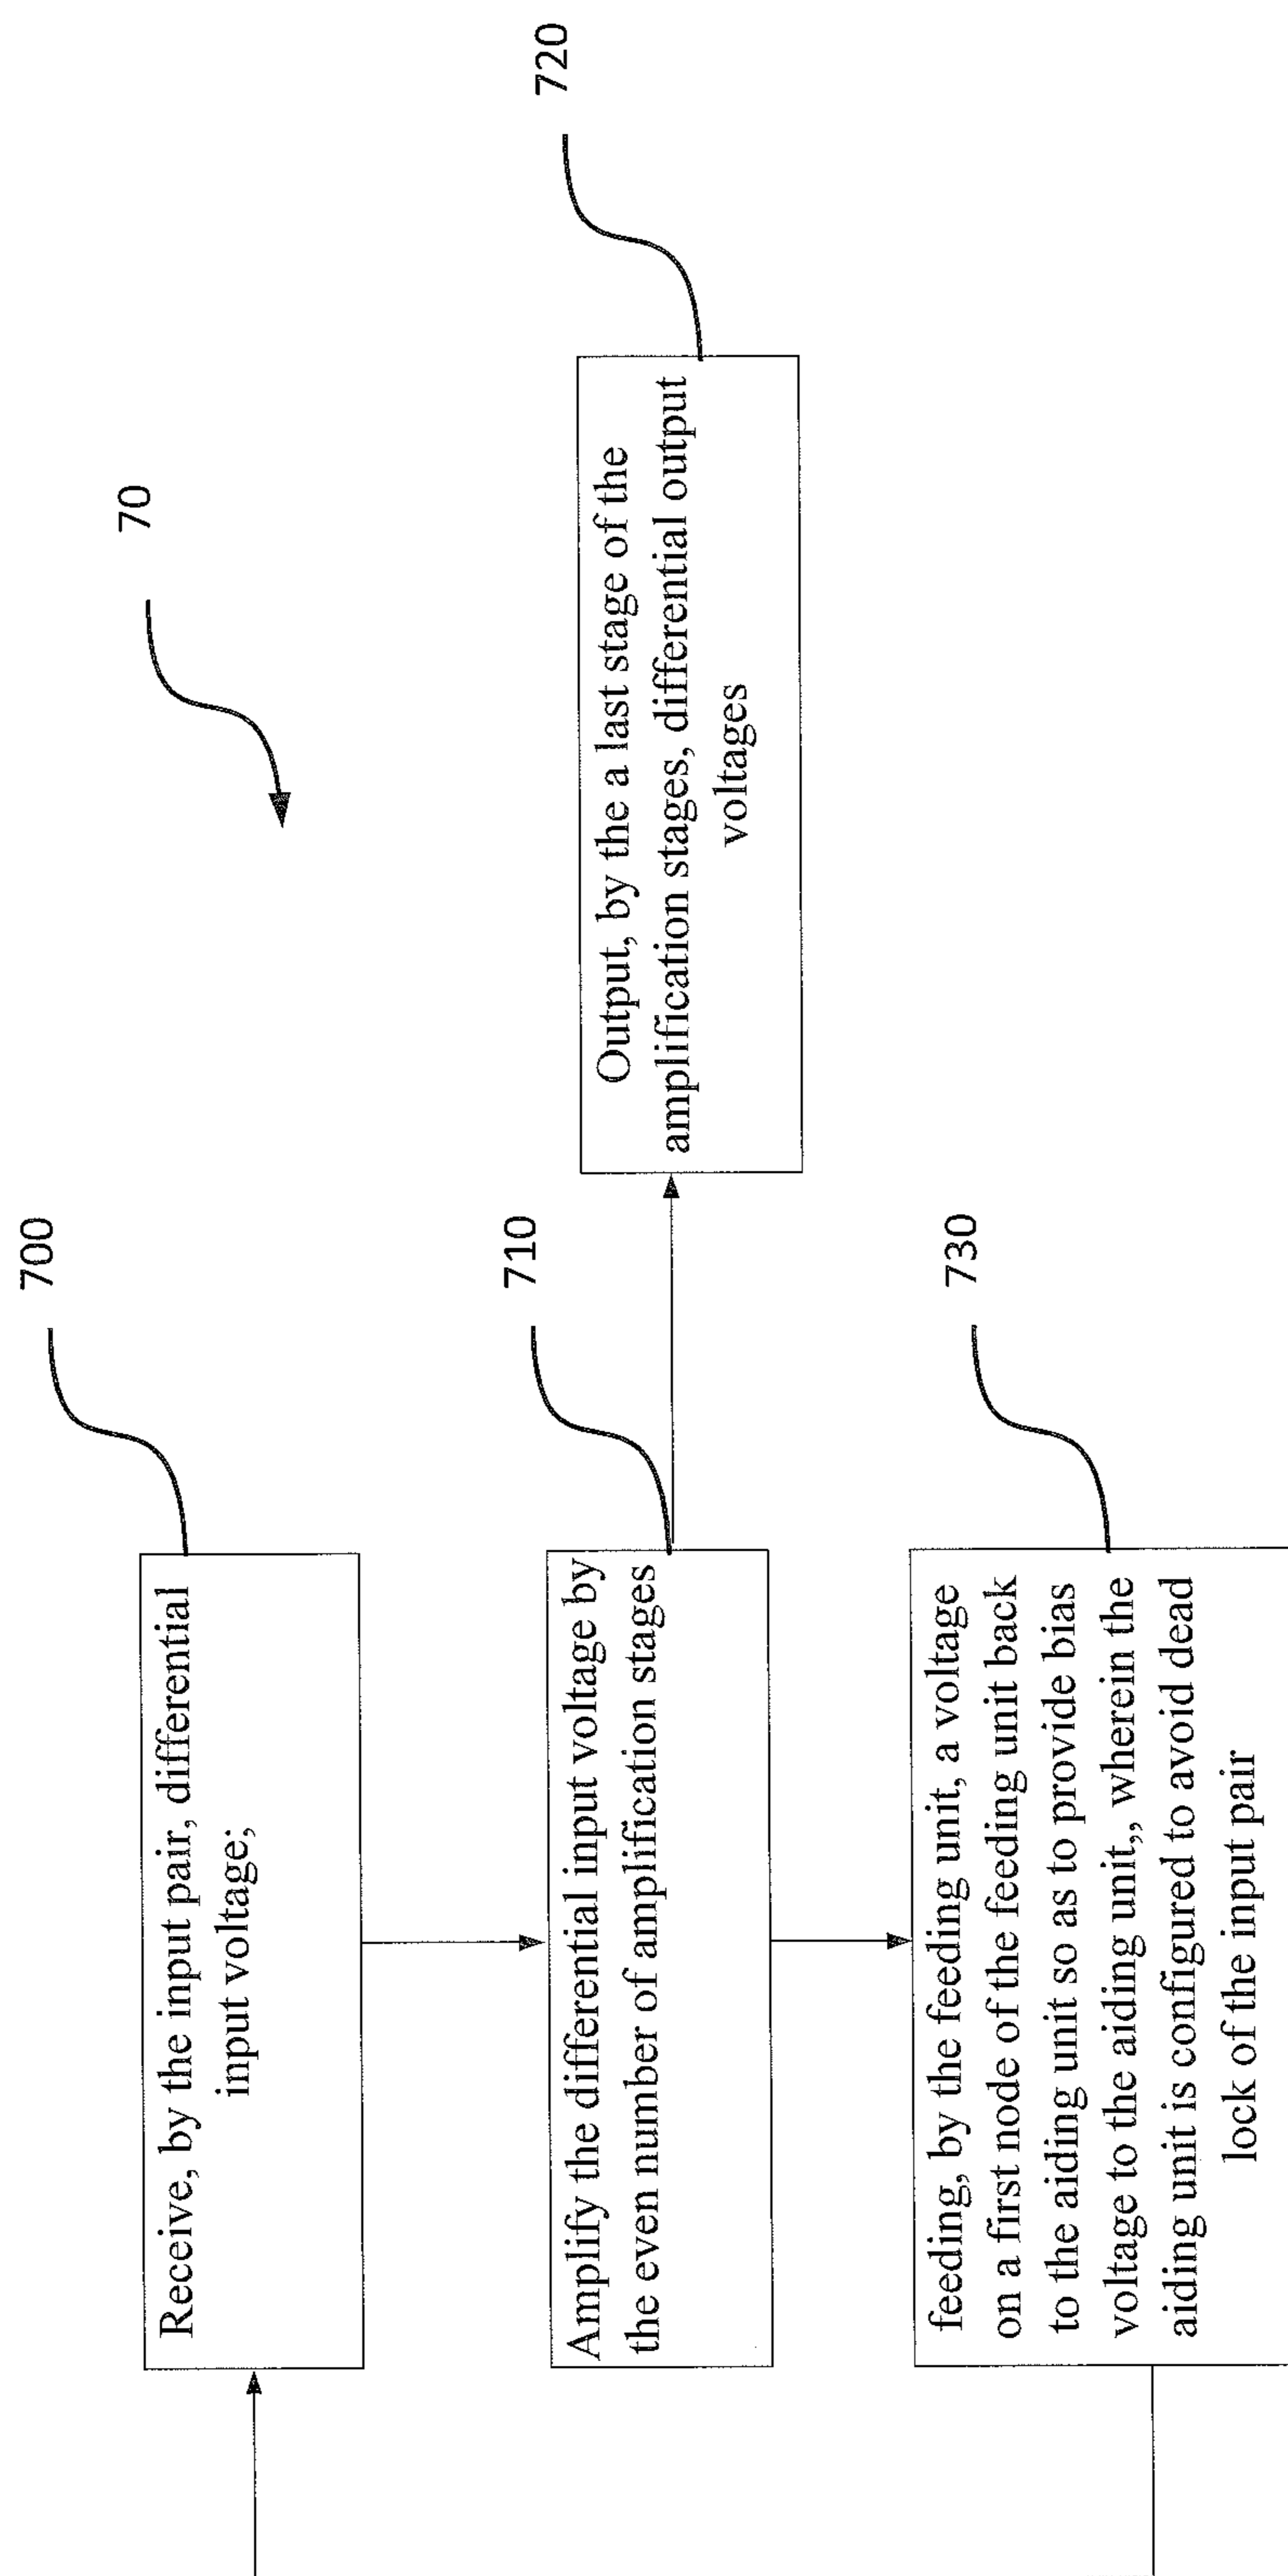 70
700
Receive, by the input pair, differential
input voltage;
710
Amplify the differential input voltage by
the even number of amplification stages
720
Output, by the a last stage of the
amplification stages, differential output
voltages
730
feeding, by the feeding unit, a voltage
on a first node of the feeding unit back
to the aiding unit so as to provide bias
voltage to the aiding unit,, wherein the
aiding unit is configured to avoid dead
lock of the input pair